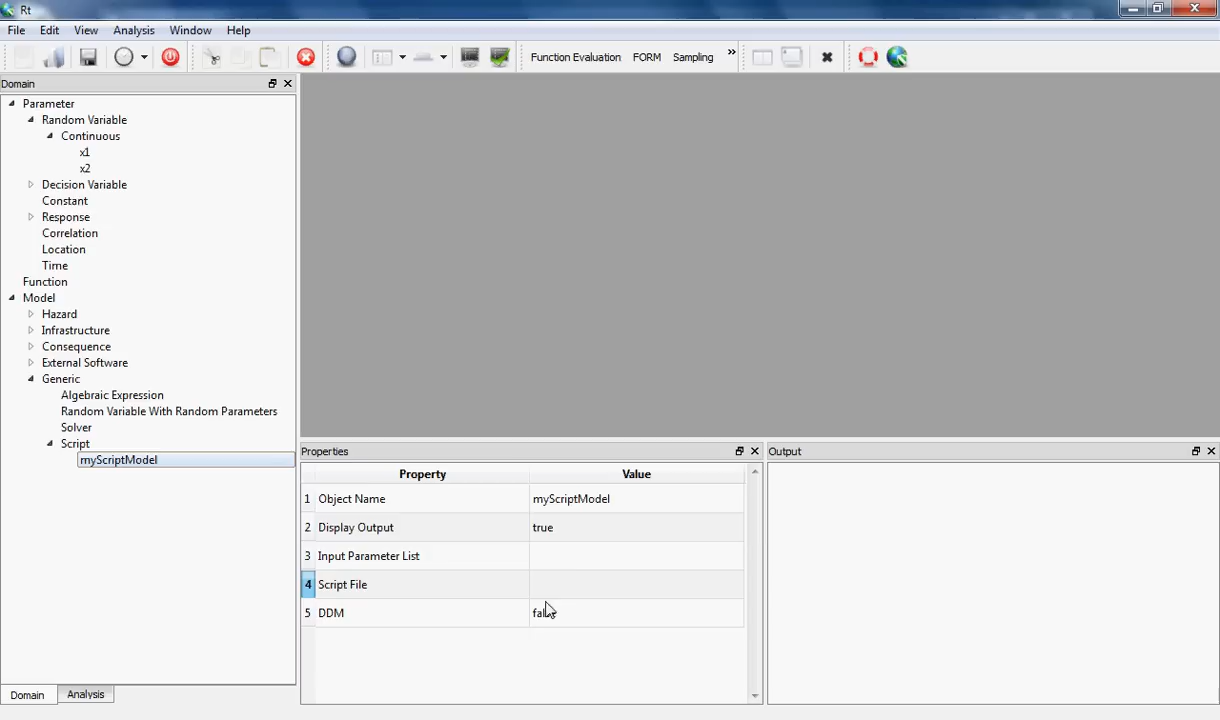 Rt
File Edit View Analysis Window Help
Function Evaluation FORM Sampling »
Domain
Parameter
Random Variable
Continuous
x1
x2
Decision Variable
Constant
Response
Correlation
Location
Time
Function
Model
Hazard
Infrastructure
Consequence
External Software
Generic
Algebraic Expression
Random Variable With Random Parameters
Solver
Script
myScriptModel
Domain Analysis
Properties
Property Value
1 Object Name myScriptModel
2 Display Output true
3 Input Parameter List
4 Script File
5 DDM
Output